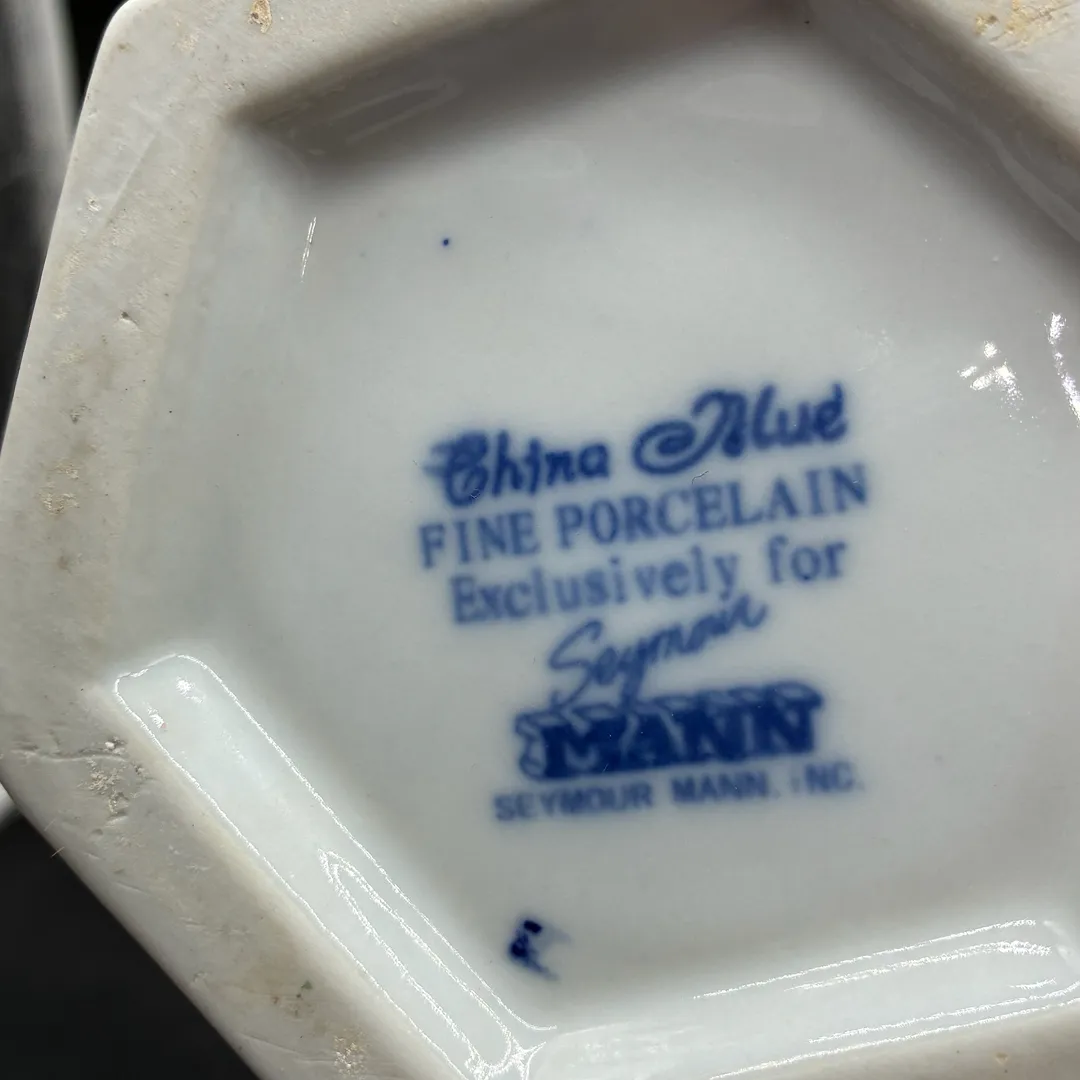 China Blue
FINE PORCELAIN
Exclusively for
Seymour
MANN
SEYMOUR MANN. INC.